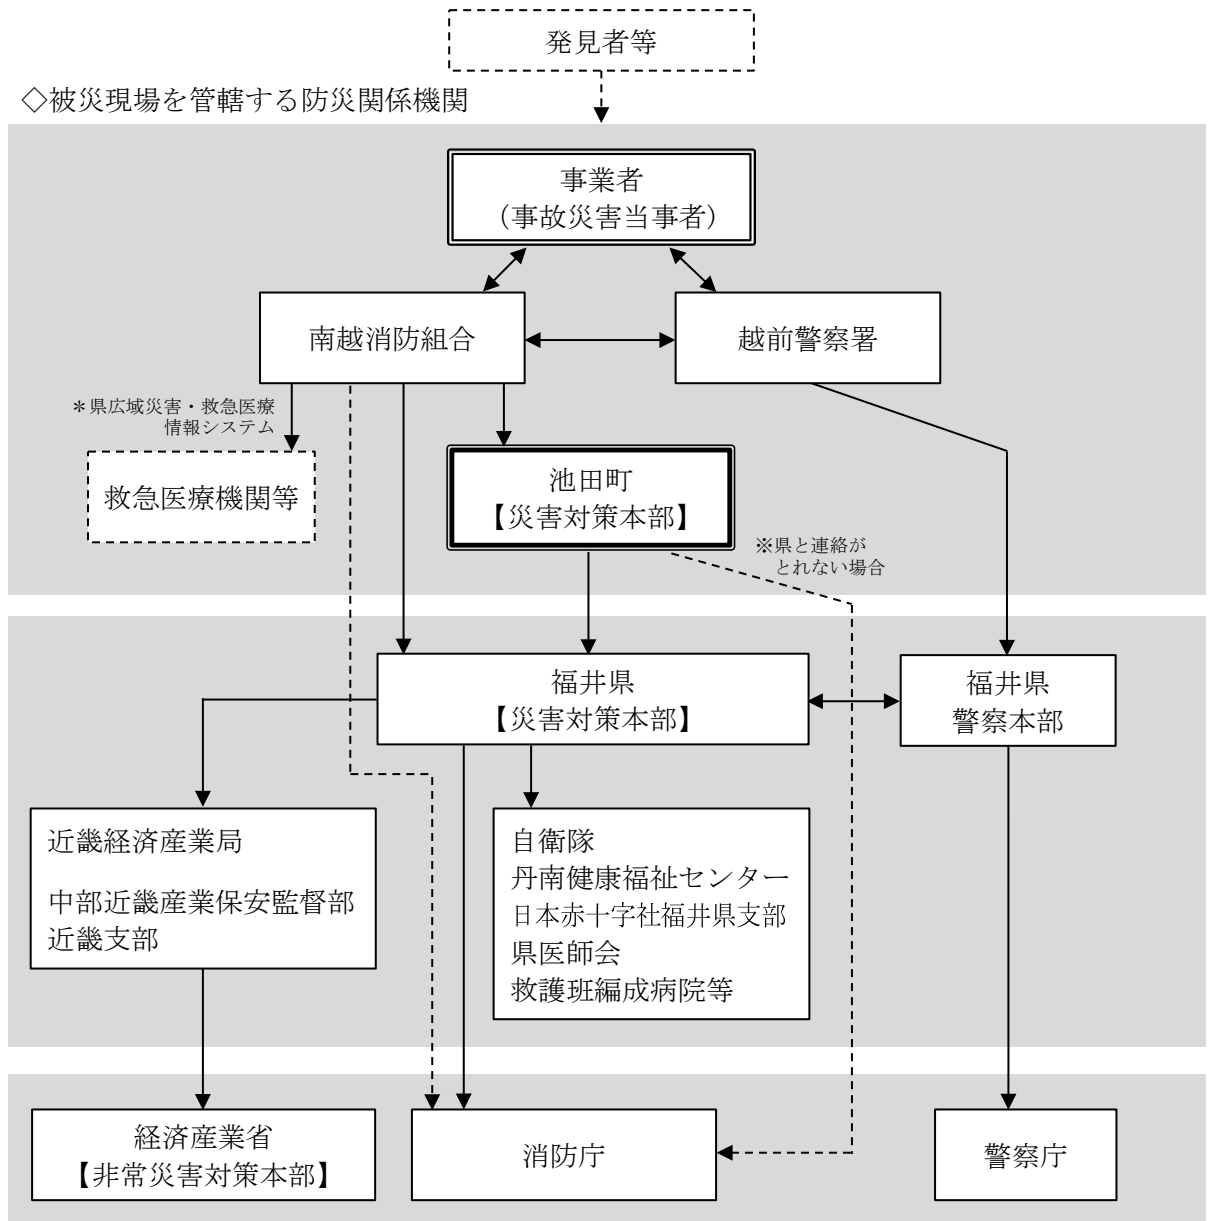 発見者等
◇被災現場を管轄する防災関係機関
事業者
（事故災害当事者）
南越消防組合
越前警察署
＊県広域災害・救急医療
情報システム
救急医療機関等
池田町
【災害対策本部】
※県と連絡が
とれない場合
福井県
【災害対策本部】
福井県
警察本部
近畿経済産業局
中部近畿産業保安監督部
近畿支部
自衛隊
丹南健康福祉センター
日本赤十字社福井県支部
県医師会
救護班編成病院等
経済産業省
【非常災害対策本部】
消防庁
警察庁